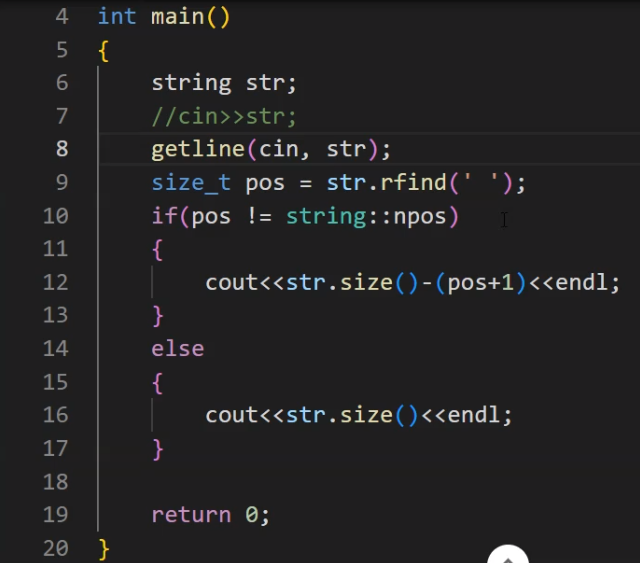 4 int main()
5 {
6 string str;
7 //cin>>str;
8 getline(cin, str);
9 size_t pos = str.rfind(' ');
10 if(pos != string::npos)
11 {
12 cout<<str.size()-(pos+1)<<endl;
13 }
14 else
15 {
16 cout<<str.size()<<endl;
17 }
18
19 return 0;
20 }